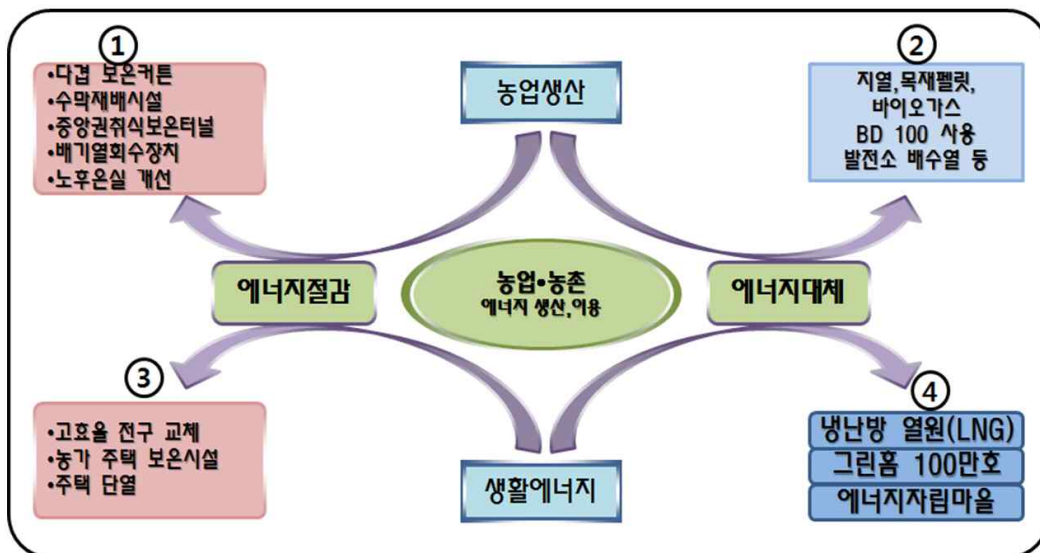 ①
•다겹 보온커튼
•수막재배시설
•중앙권취식보온터널
•배기열회수장치
•노후온실 개선
농업생산
②
지열,목재펠릿,
바이오가스
BD 100 사용
발전소 배수열 등
에너지절감
농업•농촌
에너지 생산,이용
에너지대체
③
•고효율 전구 교체
•농가 주택 보온시설
•주택 단열
생활에너지
④
냉난방 열원(LNG)
그린홈 100만호
에너지자립마을